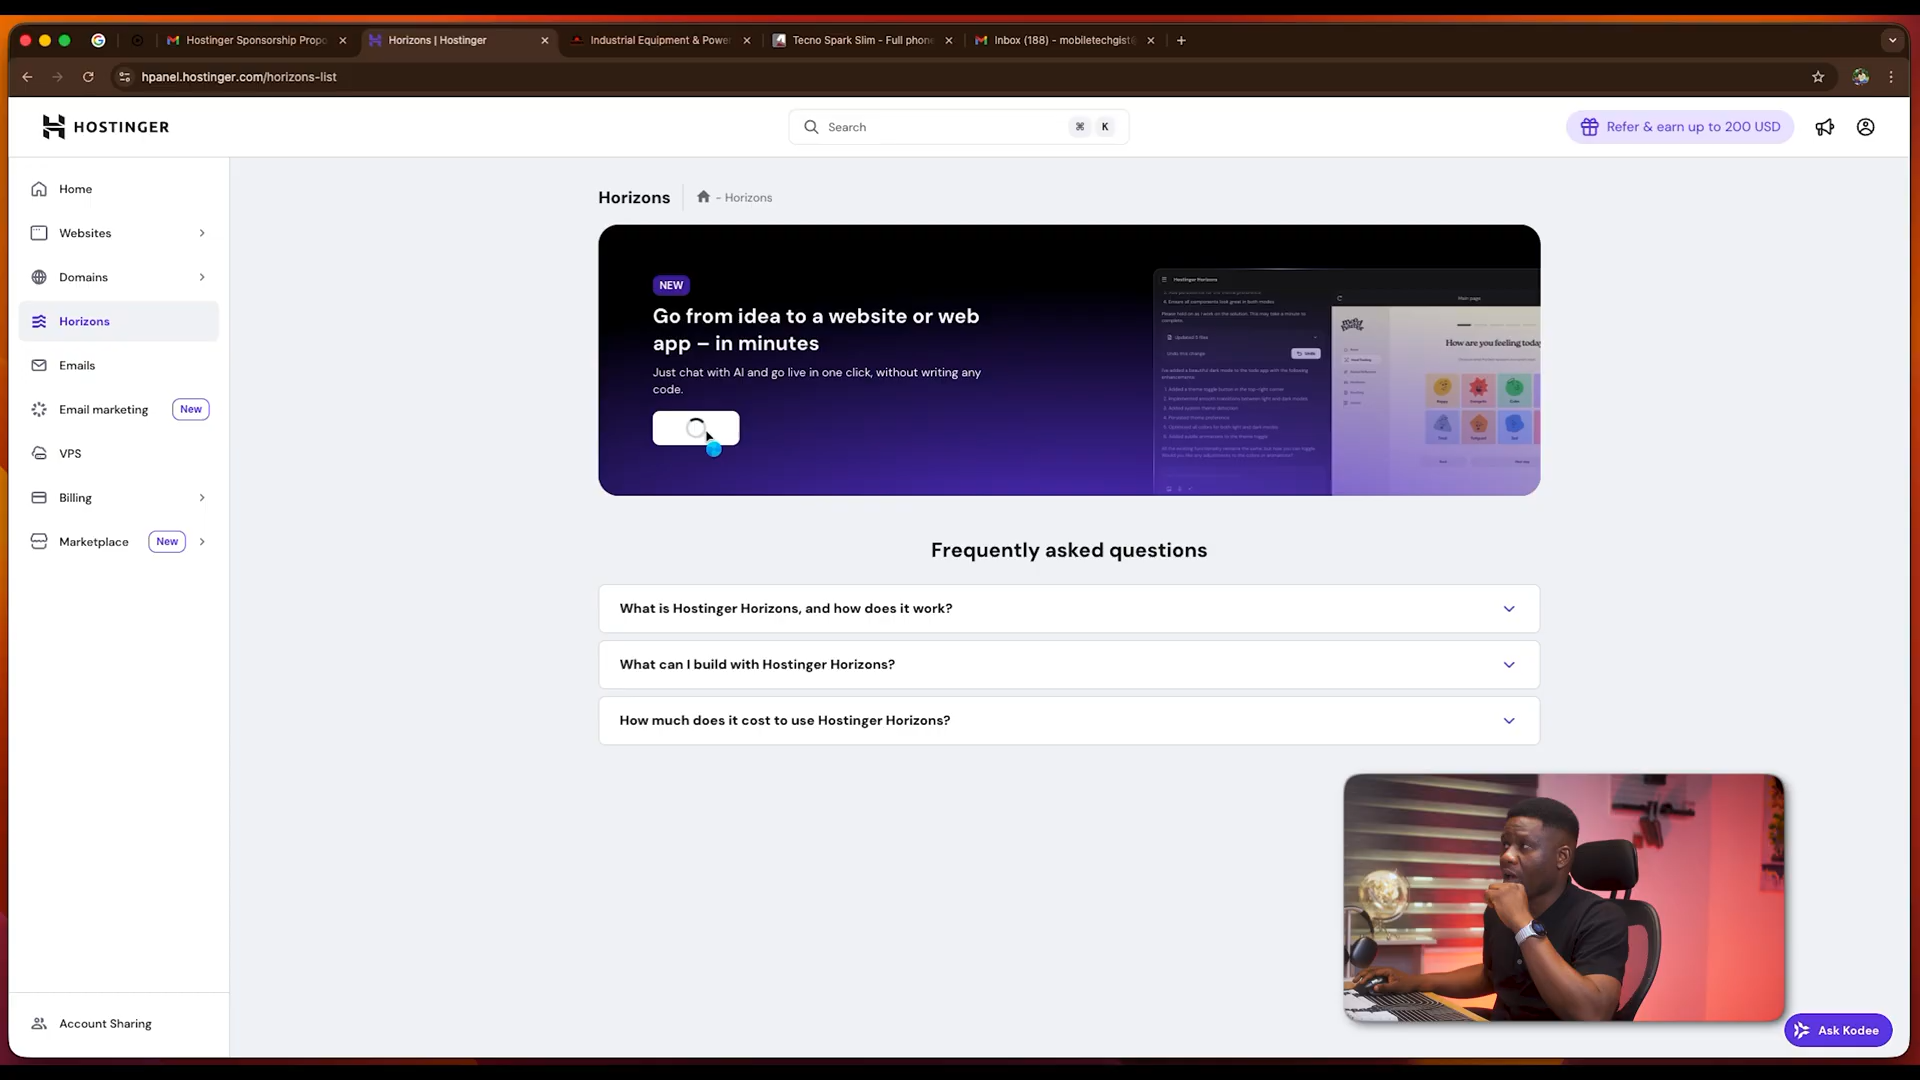 Hostinger Sponsorship Propo
Horizons | Hostinger
Industrial Equipment & Power
Tecno Spark Slim - Full phone
Inbox (188) - mobiletechgist@
hpanel.hostinger.com/horizons-list
HOSTINGER
Search
⌘ K
Refer & earn up to 200 USD
Home
Websites
Domains
Horizons
Emails
Email marketing New
VPS
Billing
Marketplace New
Account Sharing
Horizons
- Horizons
NEW
Go from idea to a website or web
app – in minutes
Just chat with AI and go live in one click, without writing any
code.
Hostinger Horizons
Main page
How are you feeling today
Frequently asked questions
What is Hostinger Horizons, and how does it work?
What can I build with Hostinger Horizons?
How much does it cost to use Hostinger Horizons?
Ask Kodee